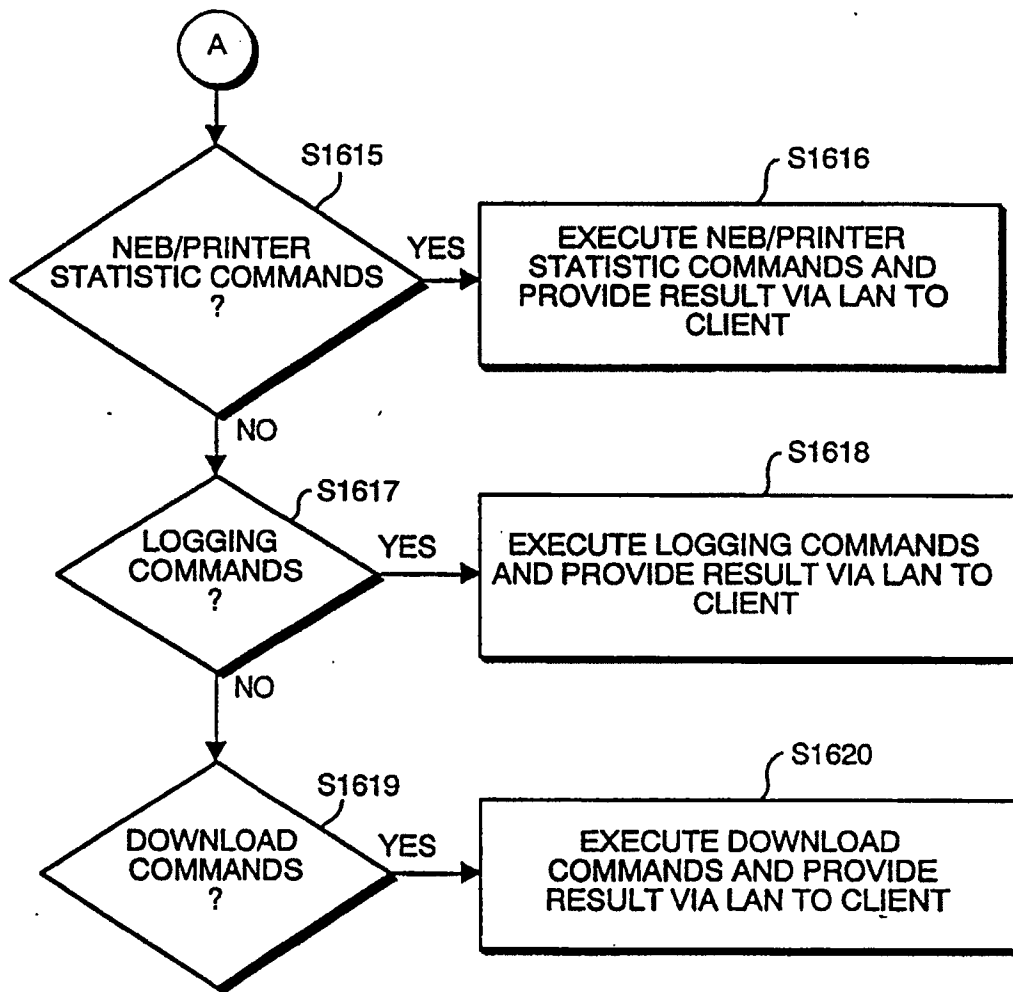 A
S1615
NEB/PRINTER
STATISTIC COMMANDS
?
YES
S1616
EXECUTE NEB/PRINTER
STATISTIC COMMANDS AND
PROVIDE RESULT VIA LAN TO
CLIENT
NO
S1617
LOGGING
COMMANDS
?
YES
S1618
EXECUTE LOGGING COMMANDS
AND PROVIDE RESULT VIA LAN TO
CLIENT
NO
S1619
DOWNLOAD
COMMANDS
?
YES
S1620
EXECUTE DOWNLOAD
COMMANDS AND PROVIDE
RESULT VIA LAN TO CLIENT